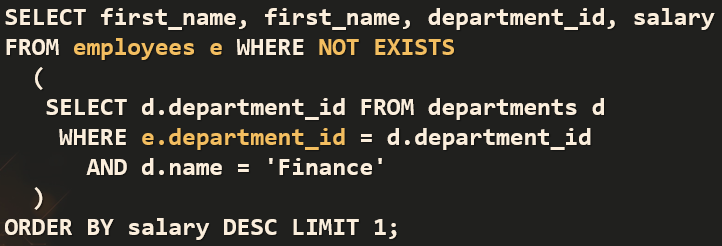 SELECT first_name, first_name, department_id, salary
FROM employees e WHERE NOT EXISTS
(
SELECT d.department_id FROM departments d
WHERE e.department_id = d.department_id
AND d.name = 'Finance'
)
ORDER BY salary DESC LIMIT 1;